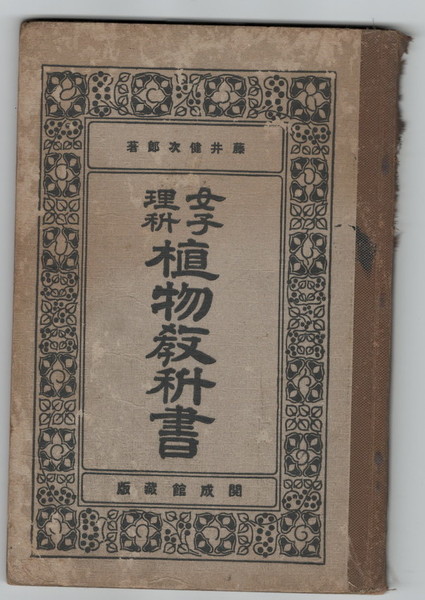 藤井健次郎著
女子理科
植物教科書
開成館蔵版